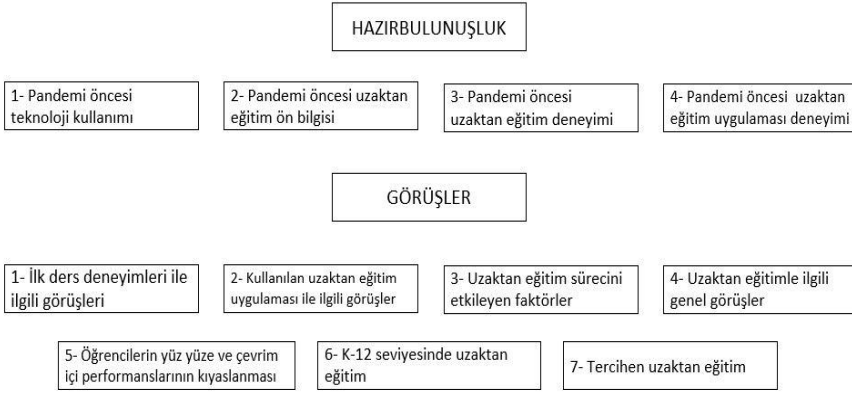 HAZIRBULUNUŞLUK
1- Pandemi öncesi
teknoloji kullanımı
2- Pandemi öncesi uzaktan
eğitim ön bilgisi
3- Pandemi öncesi
uzaktan eğitim deneyimi
4- Pandemi öncesi uzaktan
eğitim uygulaması deneyimi
GÖRÜŞLER
1- İlk ders deneyimleri ile
ilgili görüşleri
2- Kullanılan uzaktan eğitim
uygulaması ile ilgili görüşler
3- Uzaktan eğitim sürecini
etkileyen faktörler
4- Uzaktan eğitimle ilgili
genel görüşler
5- Öğrencilerin yüz yüze ve çevrim
içi performanslarının kıyaslanması
6- K-12 seviyesinde uzaktan
eğitim
7- Tercihen uzaktan eğitim